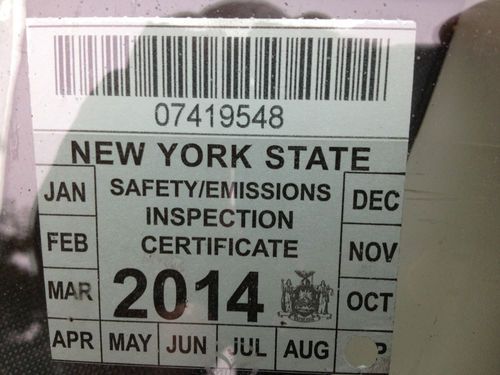 07419548
NEW YORK STATE
JAN SAFETY/EMISSIONS DEC
INSPECTION
FEB CERTIFICATE NOV
MAR 2014 OCT
APR MAY JUN JUL AUG